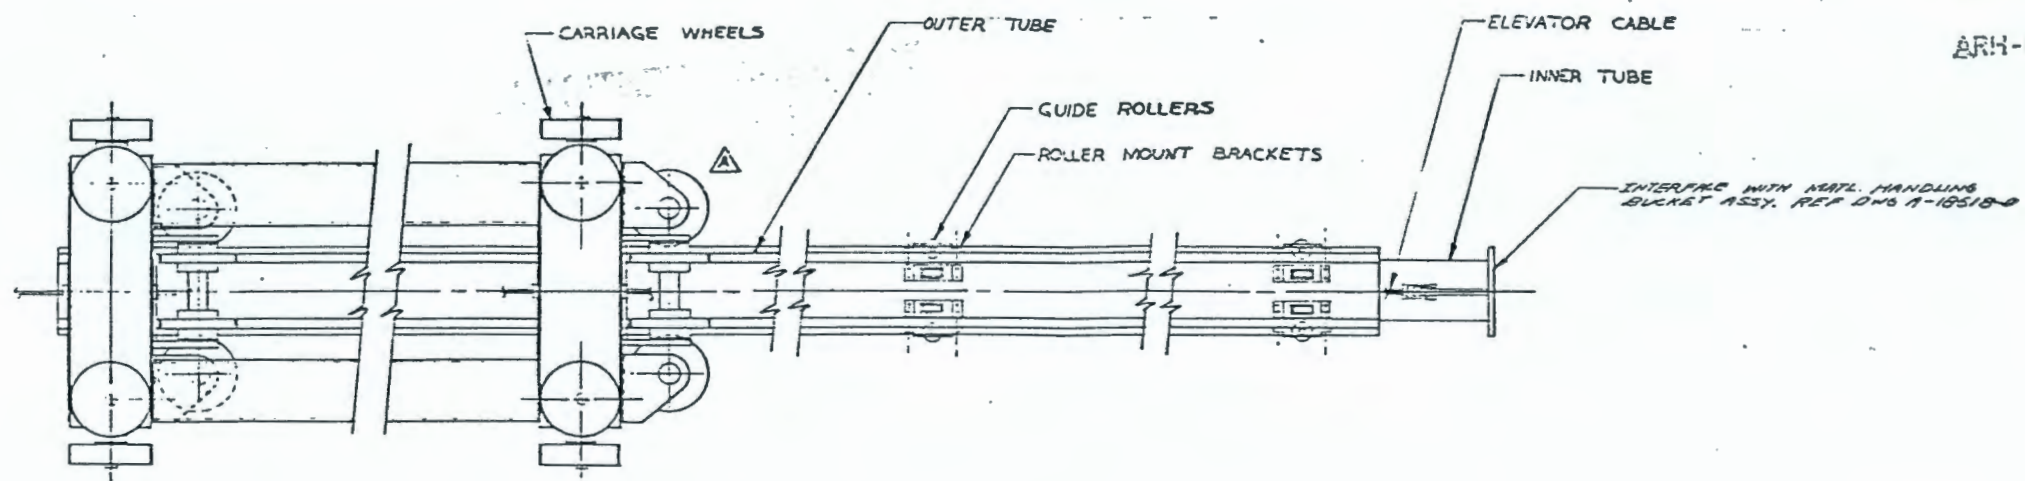 CARRIAGE WHEELS
OUTER TUBE
ELEVATOR CABLE
ARH-
INNER TUBE
GUIDE ROLLERS
A
ROLLER MOUNT BRACKETS
INTERFACE WITH MATL. HANDLING
BUCKET ASSY. REF DWG A-18518-D